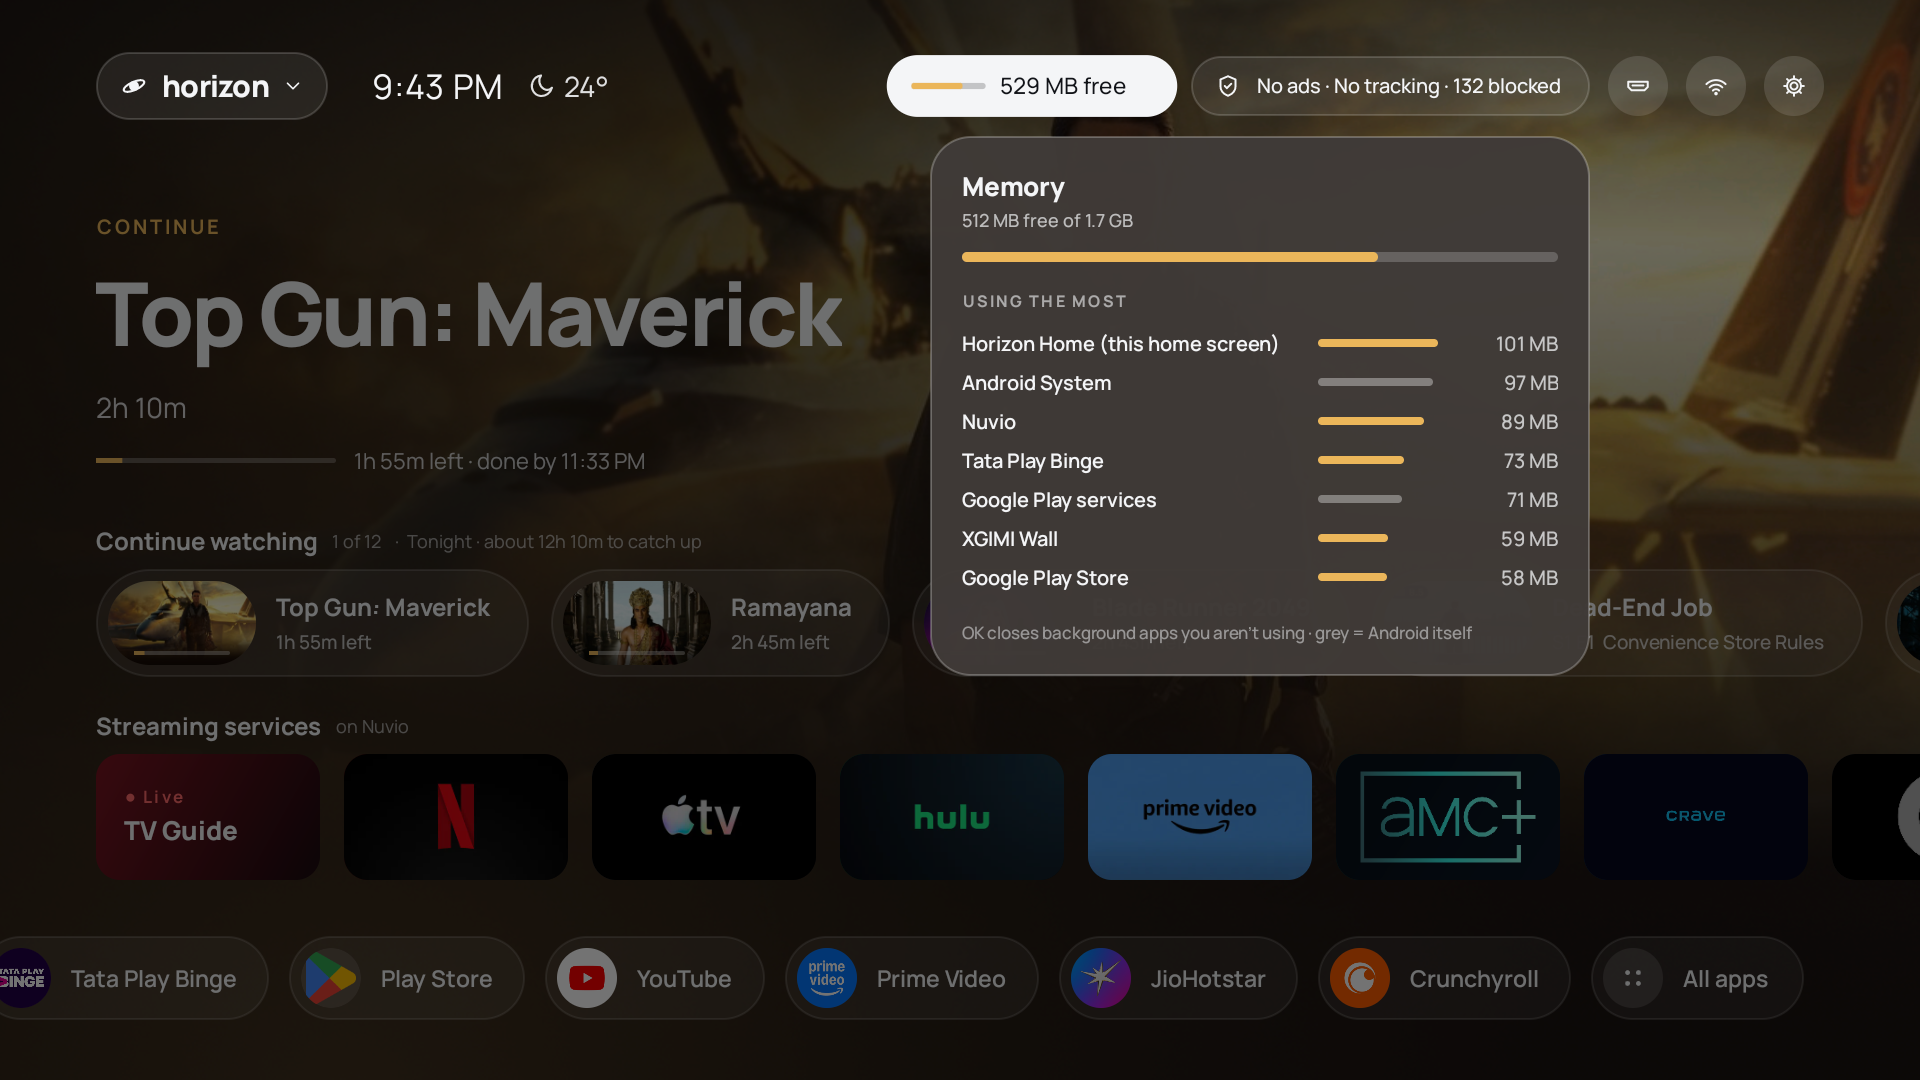 horizon
9:43 PM 24°
529 MB free
No ads · No tracking · 132 blocked
CONTINUE
Top Gun: Maverick
2h 10m
1h 55m left · done by 11:33 PM
Memory
512 MB free of 1.7 GB
USING THE MOST
Horizon Home (this home screen) 101 MB
Android System 97 MB
Nuvio 89 MB
Tata Play Binge 73 MB
Google Play services 71 MB
XGIMI Wall 59 MB
Google Play Store 58 MB
OK closes background apps you aren't using · grey = Android itself
Continue watching 1 of 12 · Tonight · about 12h 10m to catch up
Top Gun: Maverick
1h 55m left
Ramayana
2h 45m left
Blade Runner 2049
ad-End Job
1 Convenience Store Rules
Streaming services on Nuvio
• Live
TV Guide
N
tv
hulu
prime video
aMC+
CRAVE
TATA PLAY
BINGE
Tata Play Binge
Play Store
YouTube
prime
video
Prime Video
JioHotstar
Crunchyroll
All apps